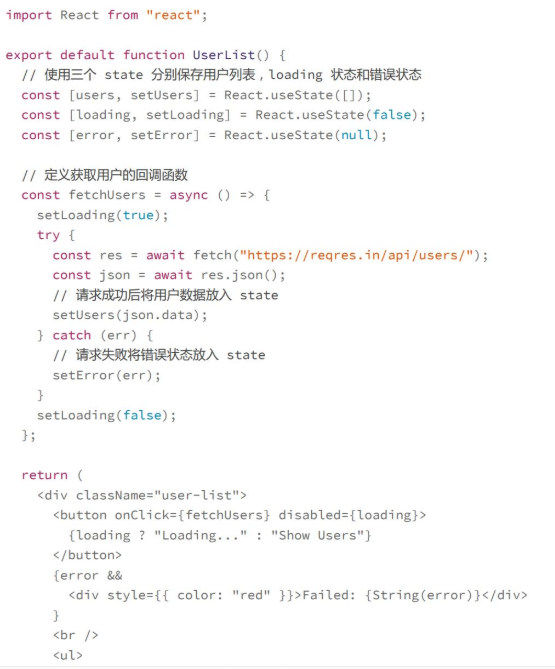 import React from "react";

export default function UserList() {
  // 使用三个 state 分别保存用户列表，loading 状态和错误状态
  const [users, setUsers] = React.useState([]);
  const [loading, setLoading] = React.useState(false);
  const [error, setError] = React.useState(null);

  // 定义获取用户的回调函数
  const fetchUsers = async () => {
    setLoading(true);
    try {
      const res = await fetch("https://reqres.in/api/users/");
      const json = await res.json();
      // 请求成功后将用户数据放入 state
      setUsers(json.data);
    } catch (err) {
      // 请求失败将错误状态放入 state
      setError(err);
    }
    setLoading(false);
  };

  return (
    <div className="user-list">
      <button onClick={fetchUsers} disabled={loading}>
        {loading ? "Loading..." : "Show Users"}
      </button>
      {error &&
        <div style={{ color: "red" }}>Failed: {String(error)}</div>
      }
      <br />
      <ul>